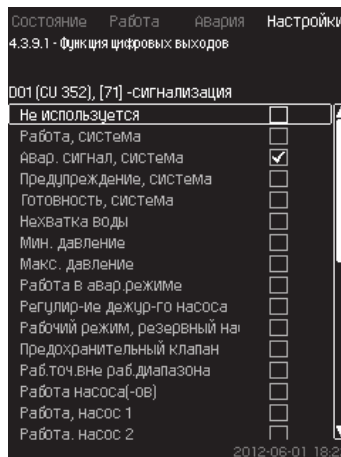 Состояние Работа Авария Настройки
4.3.9.1 - Функция цифровых выходов
DO1 (CU 352), [71] -сигнализация
Не используется
Работа, система
Авар. сигнал, система
Предупреждение, система
Готовность, система
Нехватка воды
Мин. давление
Макс. давление
Работа в авар.режиме
Регулир-ие дежур-го насоса
Рабочий режим, резервный
Предохранительный клапан
Раб.точ.вне раб.диапазона
Работа насоса(-ов)
Работа, насос 1
Работа. насос 2
2012-06-01 18:2